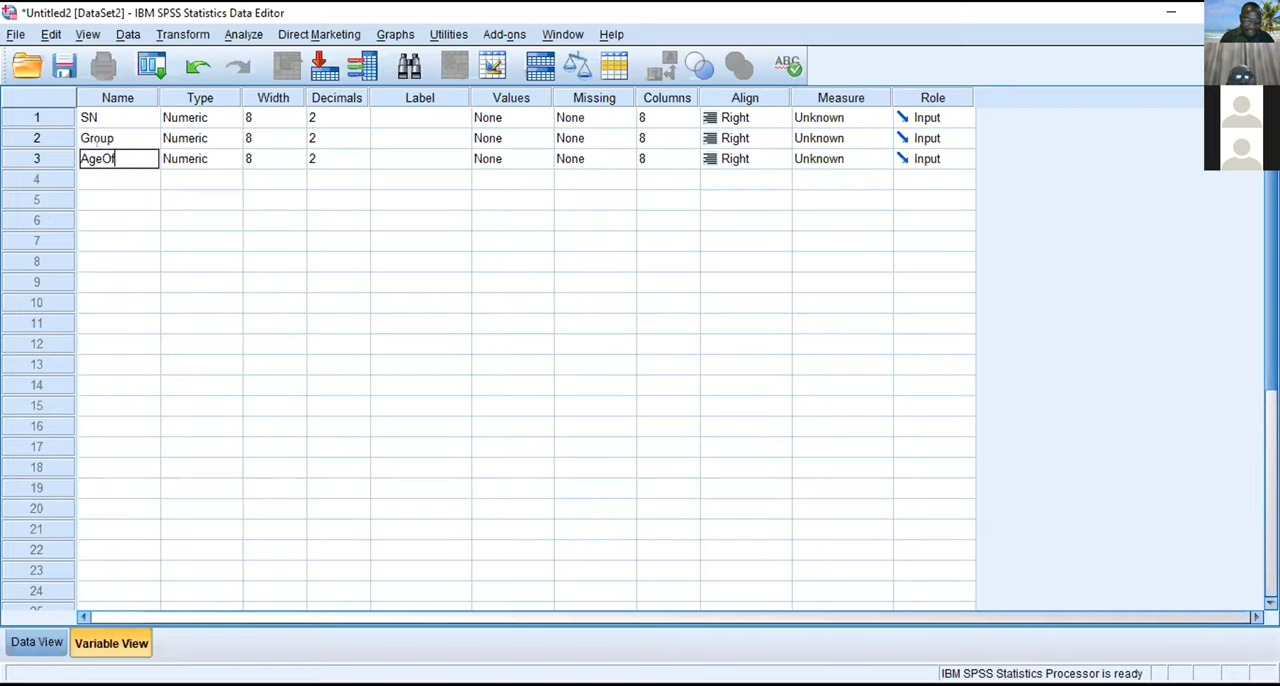 *Untitled2 [DataSet2] - IBM SPSS Statistics Data Editor
File Edit View Data Transform Analyze Direct Marketing Graphs Utilities Add-ons Window Help
ABC
Name Type Width Decimals Label Values Missing Columns Align Measure Role
1 SN Numeric 8 2 None None 8 Right Unknown Input
2 Group Numeric 8 2 None None 8 Right Unknown Input
3 AgeOf Numeric 8 2 None None 8 Right Unknown Input
4
5
6
7
8
9
10
11
12
13
14
15
16
17
18
19
20
21
22
23
24
Data View Variable View
IBM SPSS Statistics Processor is ready